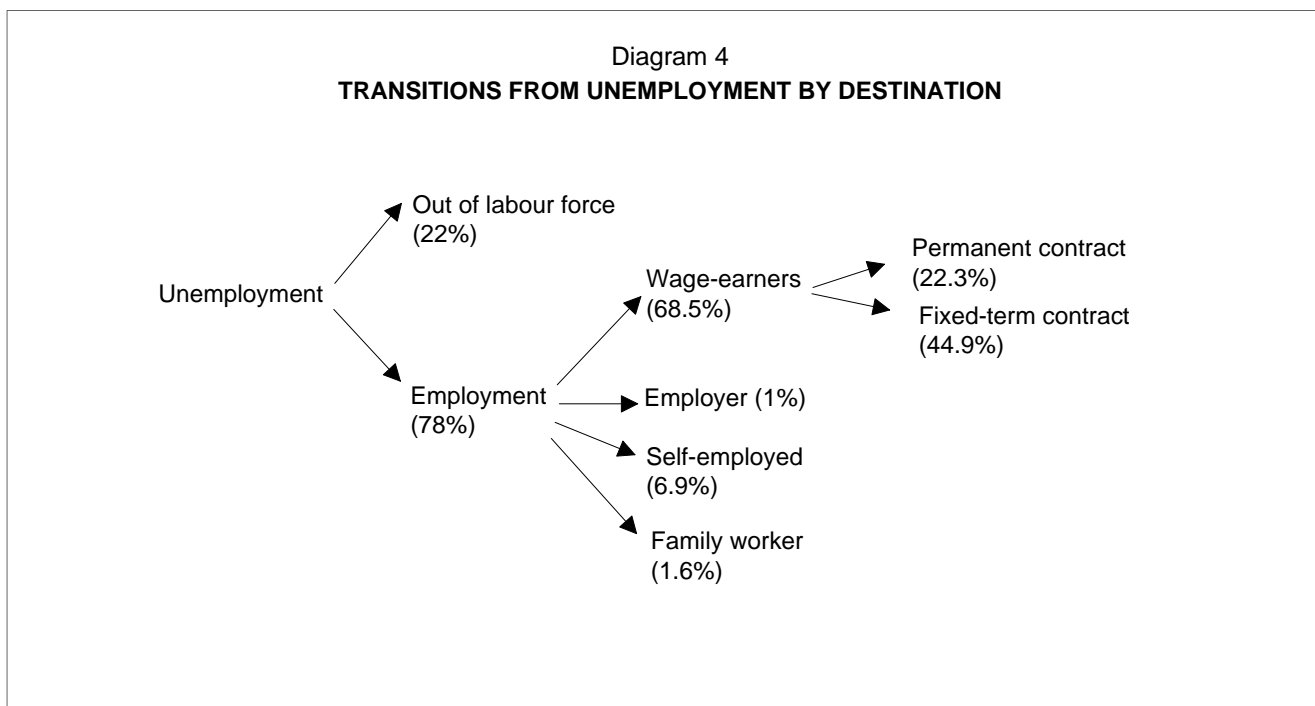 Diagram 4
TRANSITIONS FROM UNEMPLOYMENT BY DESTINATION
Out of labour force
(22%)
Unemployment
Employment
(78%)
Wage-earners
(68.5%)
Employer (1%)
Self-employed
(6.9%)
Family worker
(1.6%)
Permanent contract
(22.3%)
Fixed-term contract
(44.9%)